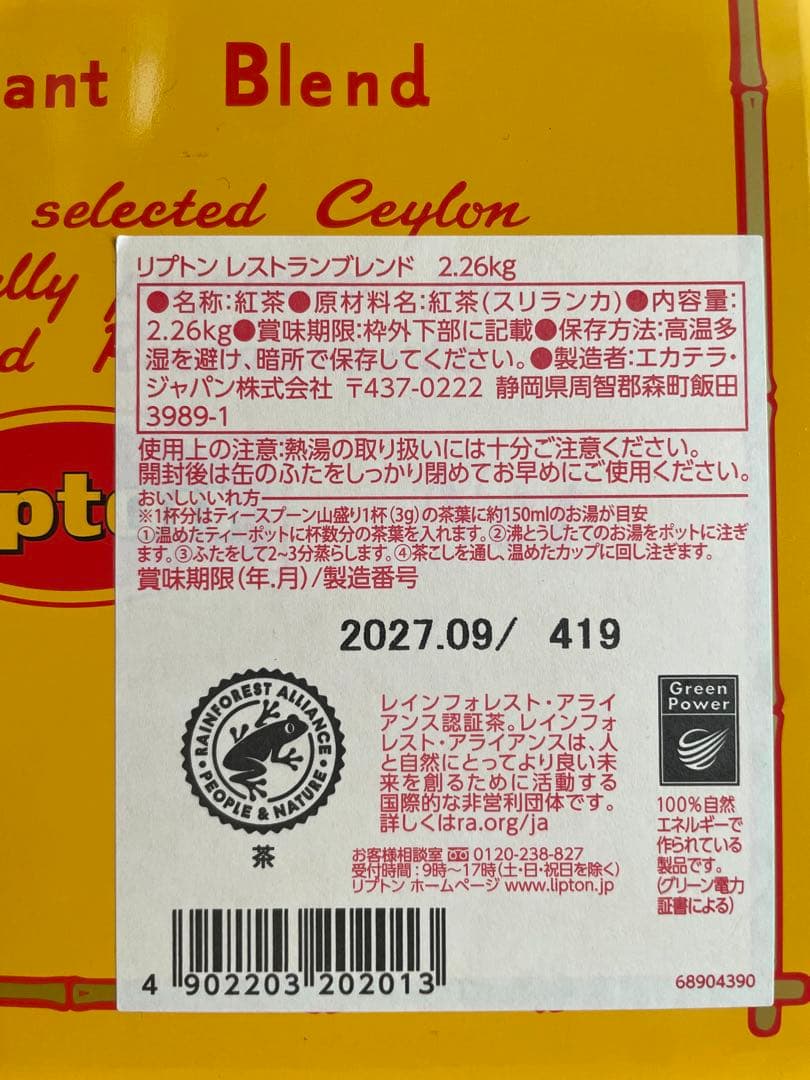 ant Blend
selected Ceylon
lly
リプトン レストランブレンド 2.26kg
●名称:紅茶●原材料名:紅茶(スリランカ)●内容量:
2.26kg●賞味期限:枠外下部に記載●保存方法:高温多
湿を避け、暗所で保存してください。●製造者:エカテラ・
ジャパン株式会社 〒437-0222 静岡県周智郡森町飯田
3989-1
使用上の注意:熱湯の取り扱いには十分ご注意ください。
開封後は缶のふたをしっかり閉めてお早めにご使用ください。
おいしいいれ方
※1杯分はティースプーン山盛り1杯(3g)の茶葉に約150mlのお湯が目安
①温めたティーポットに杯数分の茶葉を入れます。②沸とうしたてのお湯をポットに注ぎ
ます。③ふたをして2~3分蒸らします。④茶こしを通し、温めたカップに回し注ぎます。
賞味期限(年.月)/製造番号
2027.09/ 419
RAINFOREST ALLIANCE
PEOPLE & NATURE
茶
レインフォレスト・アライ
アンス認証茶。レインフォ
レスト・アライアンスは、人
と自然にとってより良い未
来を創るために活動する
国際的な非営利団体です。
詳しくはra.org/ja
Green
Power
100%自然
エネルギーで
作られている
製品です。
(グリーン電力
証書による)
お客様相談室 0120-238-827
受付時間:9時~17時(土・日・祝日を除く)
リプトン ホームページ www.lipton.jp
4 902203 202013
68904390